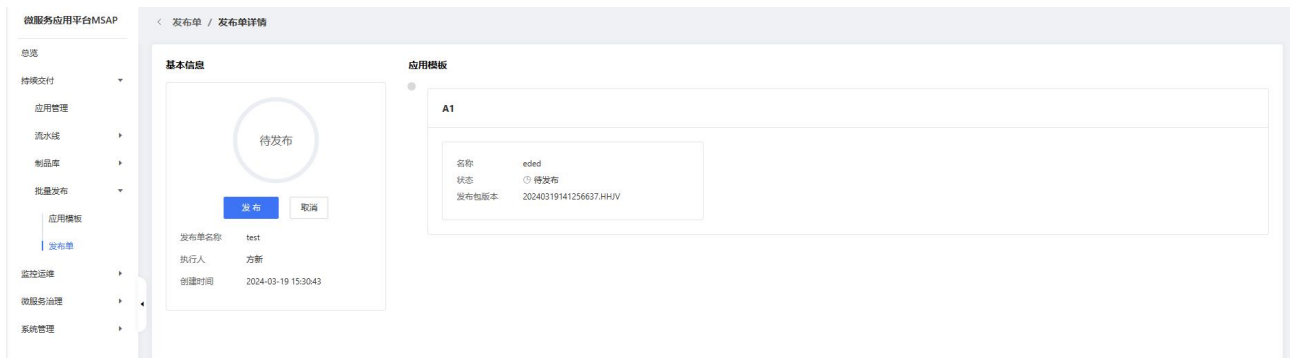 微服务应用平台MSAP
总览
持续交付
应用管理
流水线
制品库
批量发布
应用模板
发布单
监控运维
微服务治理
系统管理
发布单 / 发布单详情
基本信息
待发布
发布 取消
发布单名称 test
执行人 方新
创建时间 2024-03-19 15:30:43
应用模板
A1
名称 eded
状态 待发布
发布包版本 20240319141256637.HHJV